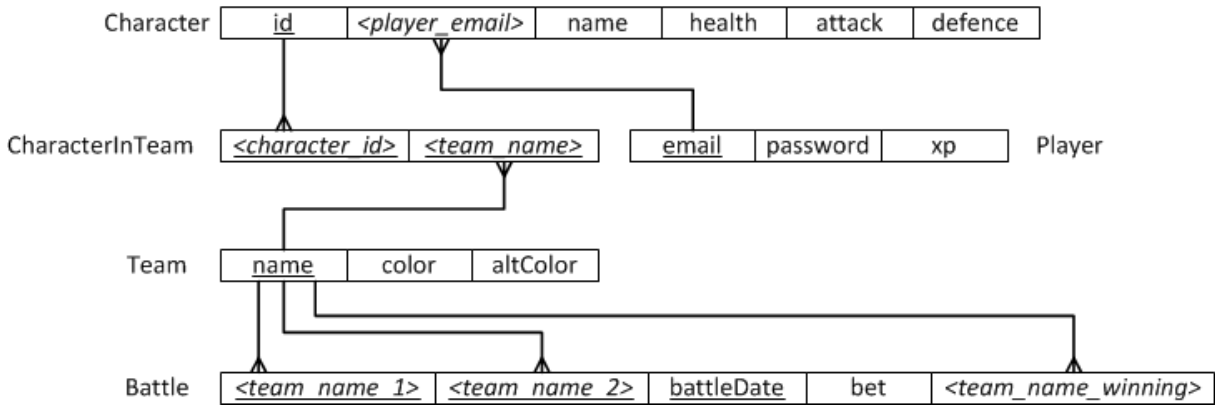 Character id <player_email> name health attack defence
CharacterInTeam <character_id> <team_name> email password xp Player
Team name color altColor
Battle <team_name_1> <team_name_2> battleDate bet <team_name_winning>